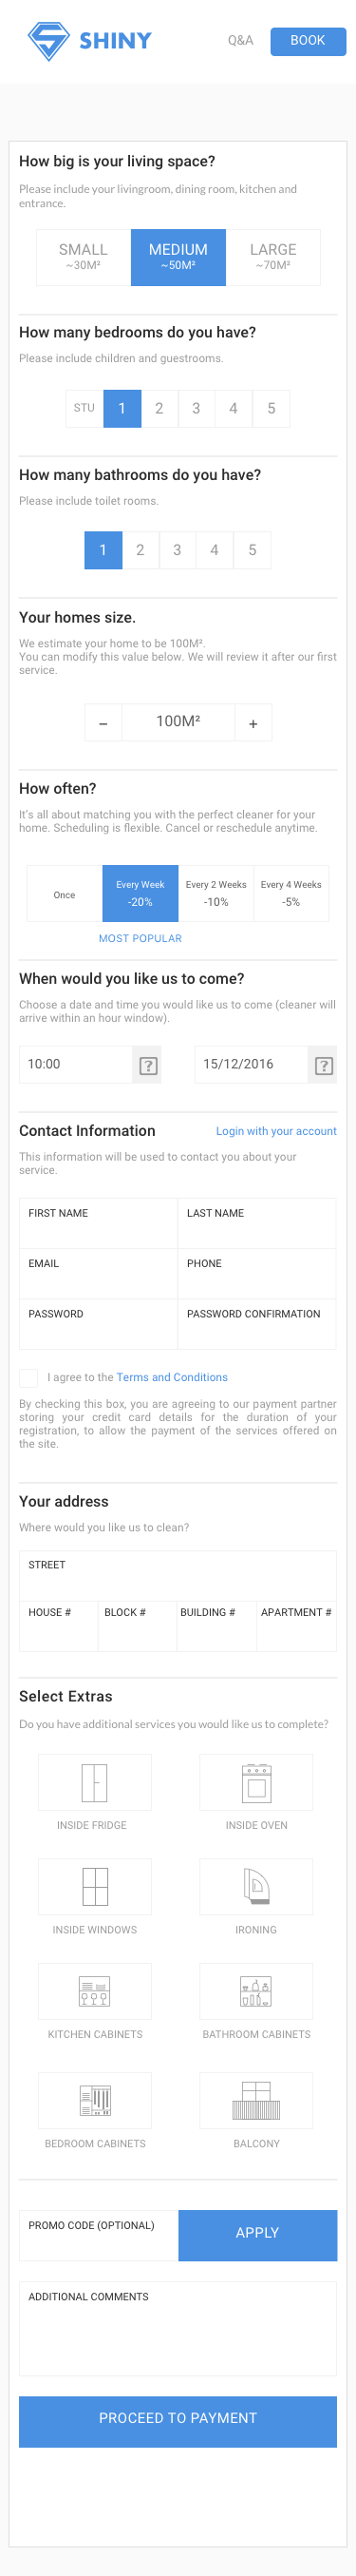 SHINY
Q&A
BOOK
How big is your living space?
Please include your livingroom, dining room, kitchen and
entrance.
SMALL
~30M²
MEDIUM
~50M²
LARGE
~70M²
How many bedrooms do you have?
Please include children and guestrooms.
STU 1 2 3 4 5
How many bathrooms do you have?
Please include toilet rooms.
1 2 3 4 5
Your homes size.
We estimate your home to be 100M².
You can modify this value below. We will review it after our first
service.
– 100M² +
How often?
It's all about matching you with the perfect cleaner for your
home. Scheduling is flexible. Cancel or reschedule anytime.
Once
Every Week
-20%
Every 2 Weeks
-10%
Every 4 Weeks
-5%
MOST POPULAR
When would you like us to come?
Choose a date and time you would like us to come (cleaner will
arrive within an hour window).
10:00 ?
15/12/2016 ?
Contact Information
Login with your account
This information will be used to contact you about your
service.
FIRST NAME
LAST NAME
EMAIL
PHONE
PASSWORD
PASSWORD CONFIRMATION
I agree to the Terms and Conditions
By checking this box, you are agreeing to our payment partner
storing your credit card details for the duration of your
registration, to allow the payment of the services offered on
the site.
Your address
Where would you like us to clean?
STREET
HOUSE #
BLOCK #
BUILDING #
APARTMENT #
Select Extras
Do you have additional services you would like us to complete?
INSIDE FRIDGE
INSIDE OVEN
INSIDE WINDOWS
IRONING
KITCHEN CABINETS
BATHROOM CABINETS
BEDROOM CABINETS
BALCONY
PROMO CODE (OPTIONAL)
APPLY
ADDITIONAL COMMENTS
PROCEED TO PAYMENT